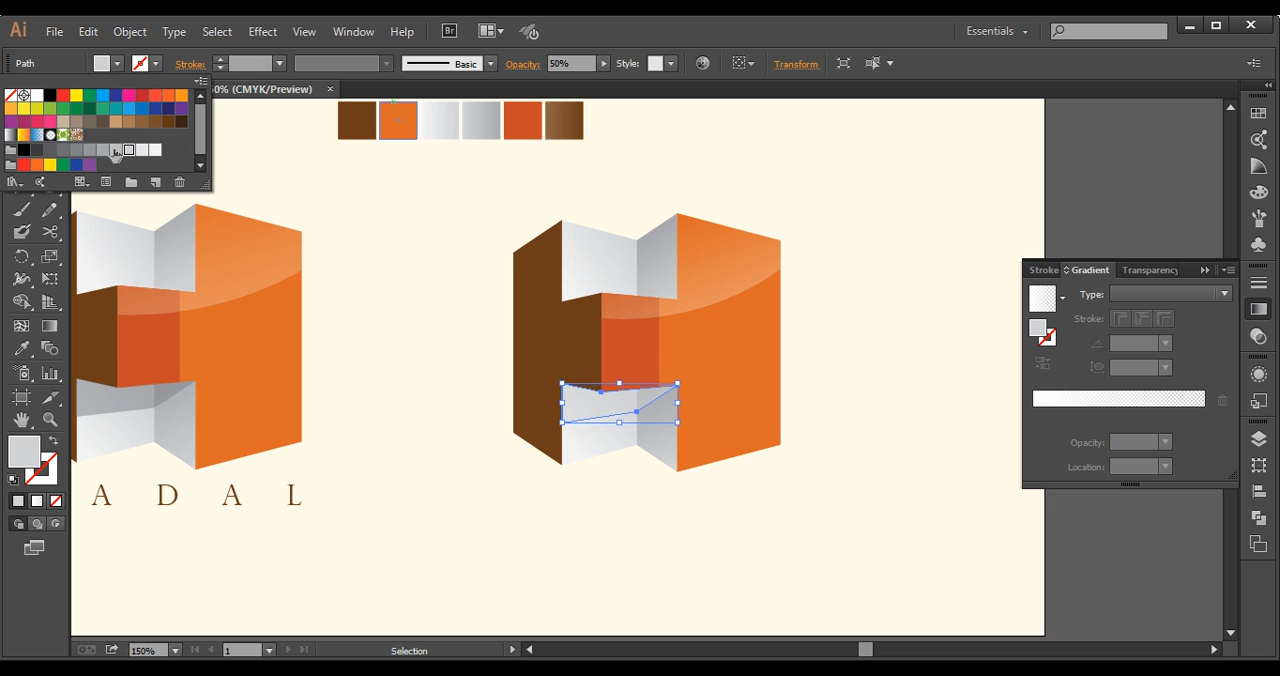 Ai File Edit Object Type Select Effect View Window Help Br Essentials
Path Stroke: Basic Opacity: 50% Style: Transform
0% (CMYK/Preview) ×
Stroke Gradient Transparency
Type:
Stroke:
Opacity:
Location:
A D A L
150% 1 Selection